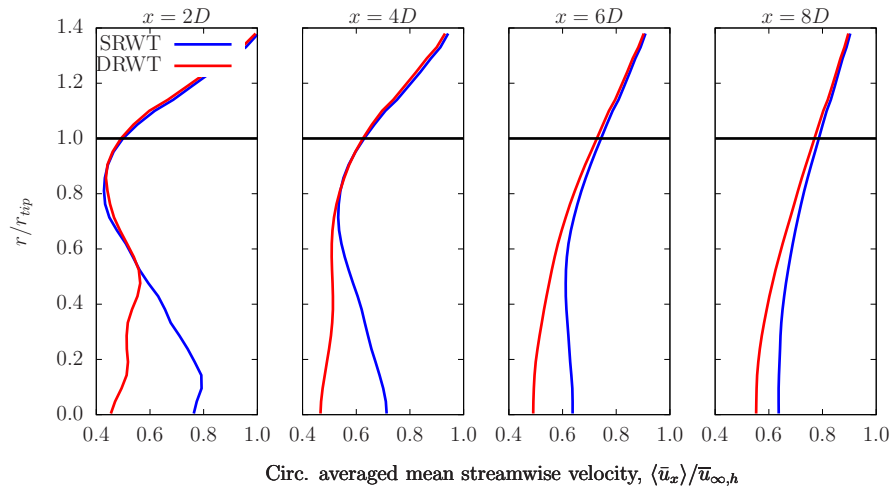 x = 2D x = 4D x = 6D x = 8D
SRWT
DRWT
1.4
1.2
1.0
0.8
0.6
0.4
0.2
0.0
r/r_{tip}
0.4 0.6 0.8 1.0 0.4 0.6 0.8 1.0 0.4 0.6 0.8 1.0 0.4 0.6 0.8 1.0
Circ. averaged mean streamwise velocity, ⟨ū_x⟩/ū_{∞,h}